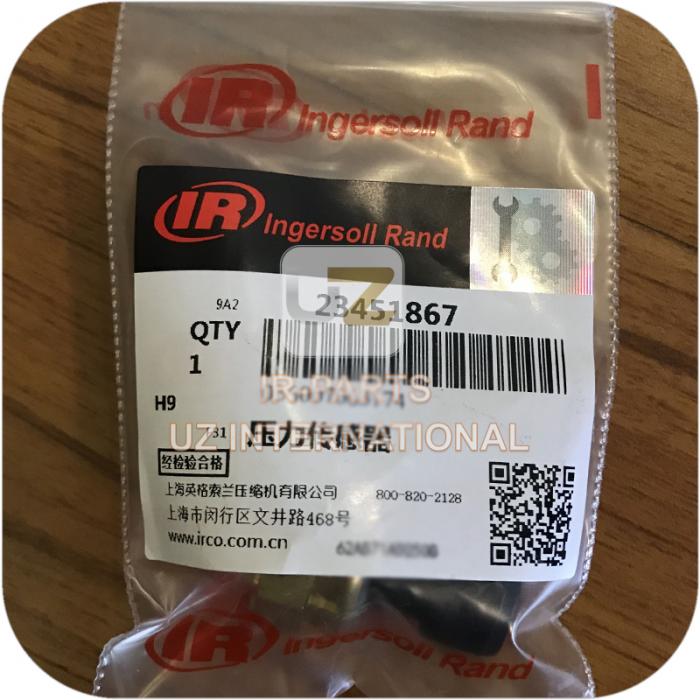 IR Ingersoll Rand
IR Ingersoll Rand
9A2
23451867
QTY
1
IR PARTS
H9
UZ INTERNATIONAL
压力传感器
经检验合格
上海英格索兰压缩机有限公司 800-820-2128
上海市闵行区文井路468号
www.irco.com.cn
Ingersoll Rand